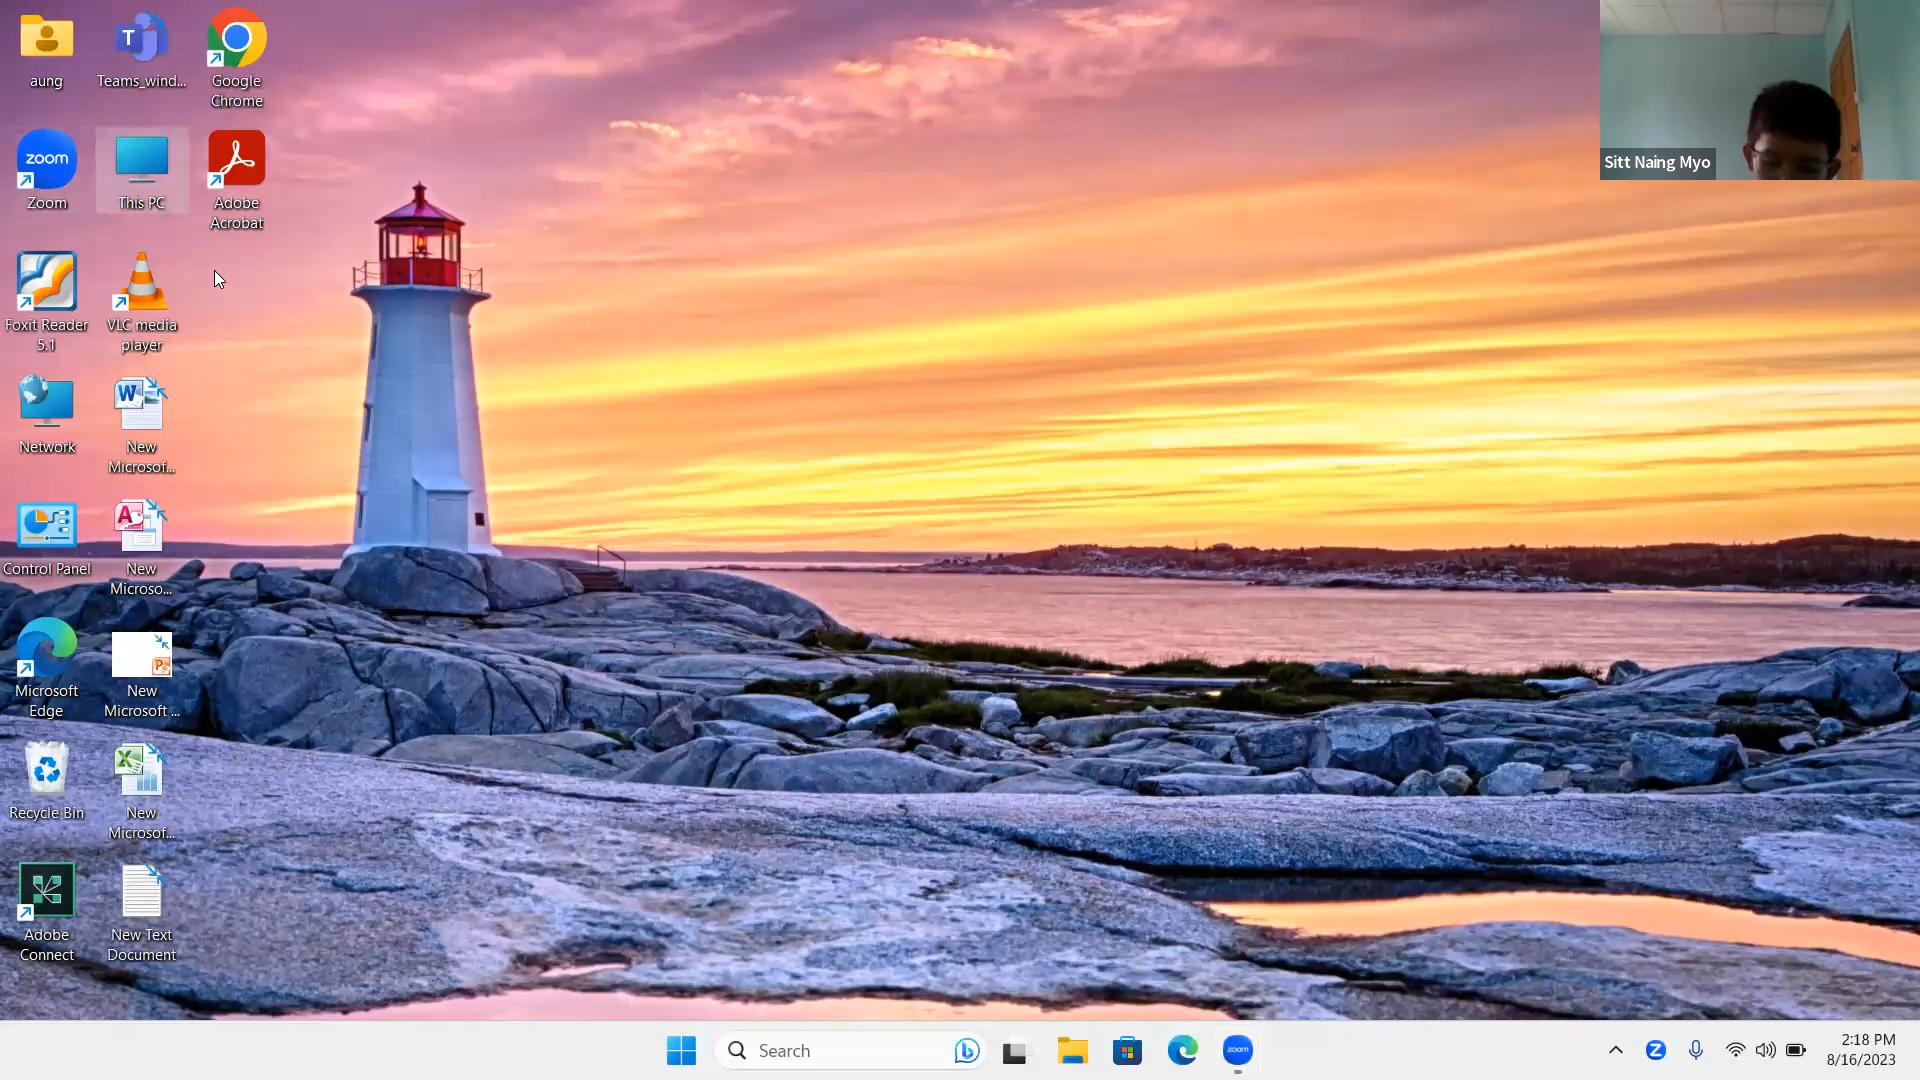 aung
Teams_wind...
Google
Chrome
zoom
Zoom
This PC
Adobe
Acrobat
Foxit Reader
5.1
VLC media
player
Network
New
Microsof...
Control Panel
New
Microso...
Microsoft
Edge
New
Microsoft ...
Recycle Bin
New
Microsof...
Adobe
Connect
New Text
Document
Sitt Naing Myo
Search
zoom
2:18 PM
8/16/2023